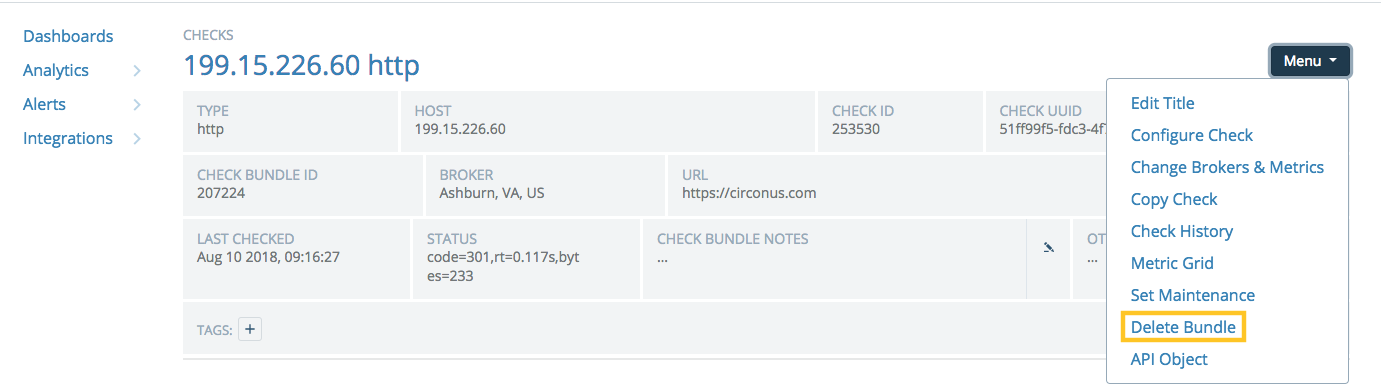 Dashboards
Analytics
Alerts
Integrations
CHECKS
199.15.226.60 http
Menu
TYPE
http
HOST
199.15.226.60
CHECK ID
253530
CHECK UUID
51ff99f5-fdc3-4f
CHECK BUNDLE ID
207224
BROKER
Ashburn, VA, US
URL
https://circonus.com
LAST CHECKED
Aug 10 2018, 09:16:27
STATUS
code=301,rt=0.117s,byt
es=233
CHECK BUNDLE NOTES
...
OT
...
TAGS: +
Edit Title
Configure Check
Change Brokers & Metrics
Copy Check
Check History
Metric Grid
Set Maintenance
Delete Bundle
API Object